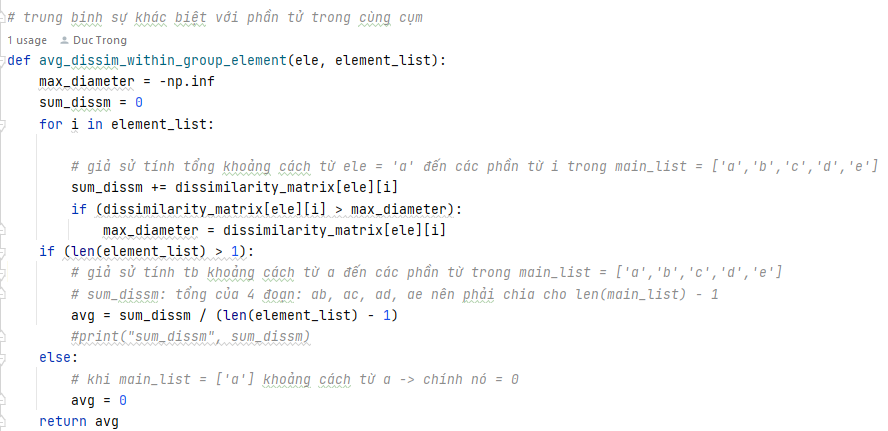 # trung bình sự khác biệt với phần tử trong cùng cụm
1 usage   Duc Trong
def avg_dissim_within_group_element(ele, element_list):
    max_diameter = -np.inf
    sum_dissm = 0
    for i in element_list:
        # giả sử tính tổng khoảng cách từ ele = 'a' đến các phần tử i trong main_list = ['a','b','c','d','e']
        sum_dissm += dissimilarity_matrix[ele][i]
        if (dissimilarity_matrix[ele][i] > max_diameter):
            max_diameter = dissimilarity_matrix[ele][i]
    if (len(element_list) > 1):
        # giả sử tính tb khoảng cách từ a đến các phần tử trong main_list = ['a','b','c','d','e']
        # sum_dissm: tổng của 4 đoạn: ab, ac, ad, ae nên phải chia cho len(main_list) - 1
        avg = sum_dissm / (len(element_list) - 1)
        #print("sum_dissm", sum_dissm)
    else:
        # khi main_list = ['a'] khoảng cách từ a -> chính nó = 0
        avg = 0
    return avg